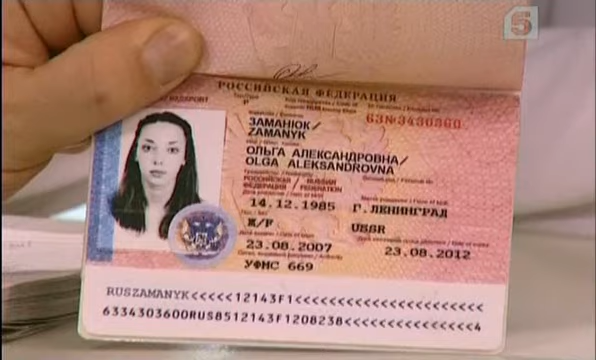 5
РОССИЙСКАЯ ФЕДЕРАЦИЯ
PASSPORT
P
63№3430360
ЗАМАНЮК/
ZAMANYK
ОЛЬГА АЛЕКСАНДРОВНА/
OLGA ALEKSANDROVNA
РОССИЙСКАЯ / RUSSIAN
ФЕДЕРАЦИЯ / FEDERATION
14.12.1985 Г. ЛЕНИНГРАД
Ж/F USSR
23.08.2007 23.08.2012
УФМС 669
RUSZAMANYK<<<<<12143F1<<<<<<<<<<<<<<<<<<<<<
6334303600RUS8512143F1208238<<<<<<<<<<<<<<<4